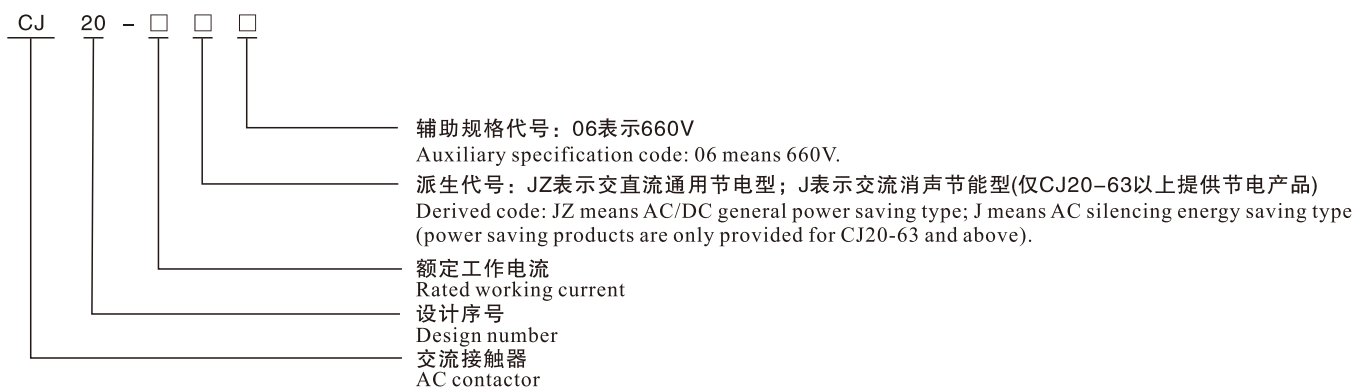 CJ 20 - □ □ □
辅助规格代号：06表示660V
Auxiliary specification code: 06 means 660V.
派生代号：JZ表示交直流通用节电型；J表示交流消声节能型(仅CJ20-63以上提供节电产品)
Derived code: JZ means AC/DC general power saving type; J means AC silencing energy saving type
(power saving products are only provided for CJ20-63 and above).
额定工作电流
Rated working current
设计序号
Design number
交流接触器
AC contactor